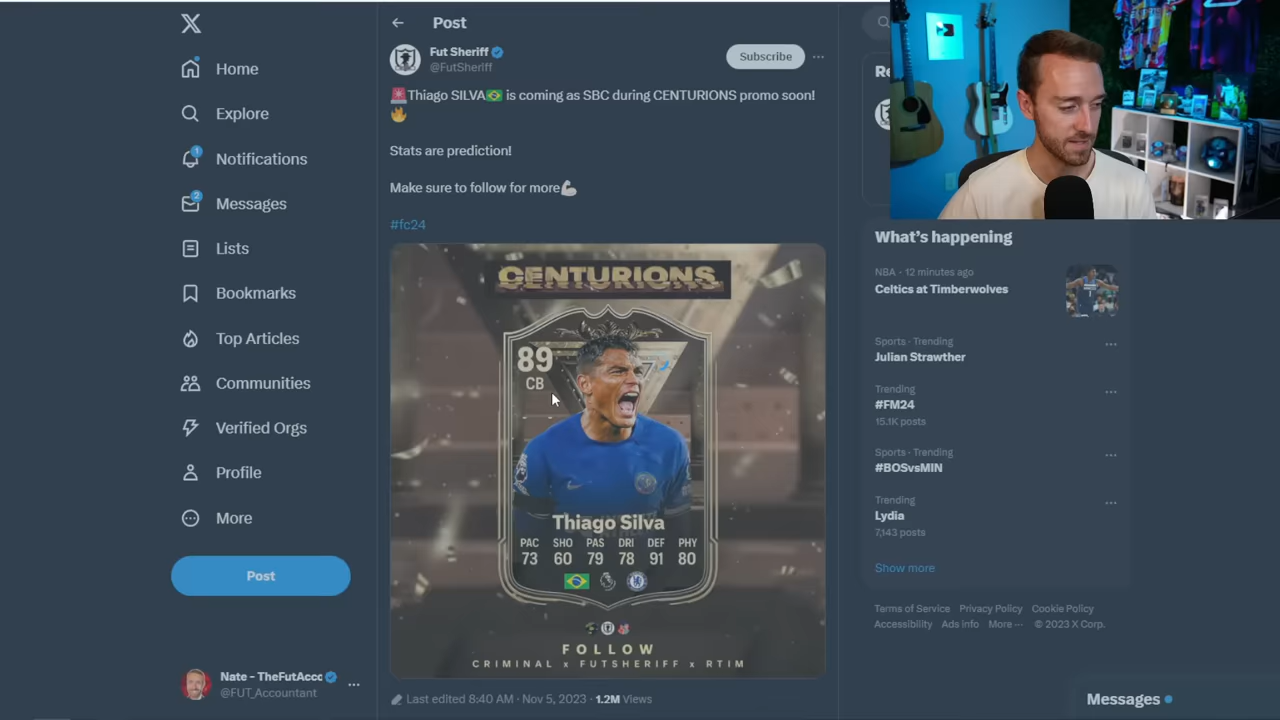 Home
Explore
1
Notifications
2
Messages
Lists
Bookmarks
Top Articles
Communities
Verified Orgs
Profile
More
Post
Nate - TheFutAcc
@FUT_Accountant
Post
Fut Sheriff
@FutSheriff
Subscribe
🚨Thiago SILVA🇧🇷 is coming as SBC during CENTURIONS promo soon!
🔥
Stats are prediction!
Make sure to follow for more💪
#fc24
CENTURIONS
89
CB
Thiago Silva
PAC SHO PAS DRI DEF PHY
73 60 79 78 91 80
FOLLOW
CRIMINAL x FUTSHERIFF x RTIM
Last edited 8:40 AM · Nov 5, 2023 · 1.2M Views
Re
What's happening
NBA · 12 minutes ago
Celtics at Timberwolves
Sports · Trending
Julian Strawther
Trending
#FM24
15.1K posts
Sports · Trending
#BOSvsMIN
Trending
Lydia
7,143 posts
Show more
Terms of Service Privacy Policy Cookie Policy
Accessibility Ads info More ··· © 2023 X Corp.
Messages